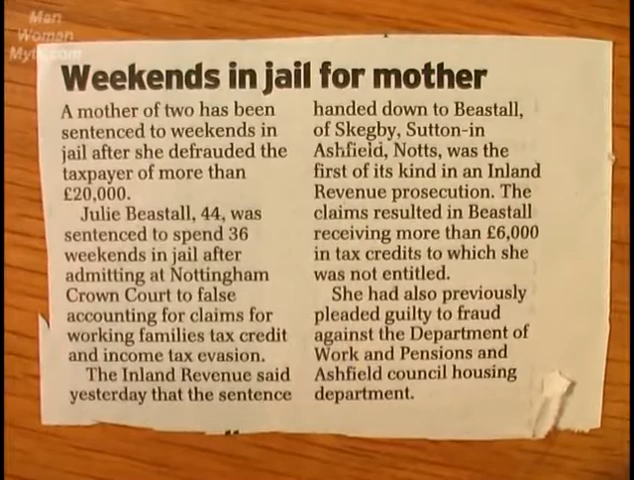 Man
Woman
Myth.com
Weekends in jail for mother
A mother of two has been
sentenced to weekends in
jail after she defrauded the
taxpayer of more than
£20,000.
Julie Beastall, 44, was
sentenced to spend 36
weekends in jail after
admitting at Nottingham
Crown Court to false
accounting for claims for
working families tax credit
and income tax evasion.
The Inland Revenue said
yesterday that the sentence
handed down to Beastall,
of Skegby, Sutton-in
Ashfield, Notts, was the
first of its kind in an Inland
Revenue prosecution. The
claims resulted in Beastall
receiving more than £6,000
in tax credits to which she
was not entitled.
She had also previously
pleaded guilty to fraud
against the Department of
Work and Pensions and
Ashfield council housing
department.